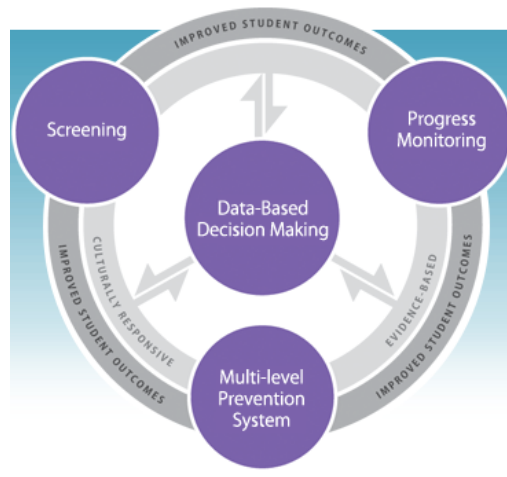 IMPROVED STUDENT OUTCOMES
Screening
Progress
Monitoring
Data-Based
Decision Making
IMPROVED STUDENT OUTCOMES
CULTURALLY RESPONSIVE
EVIDENCE-BASED
IMPROVED STUDENT OUTCOMES
Multi-level
Prevention
System